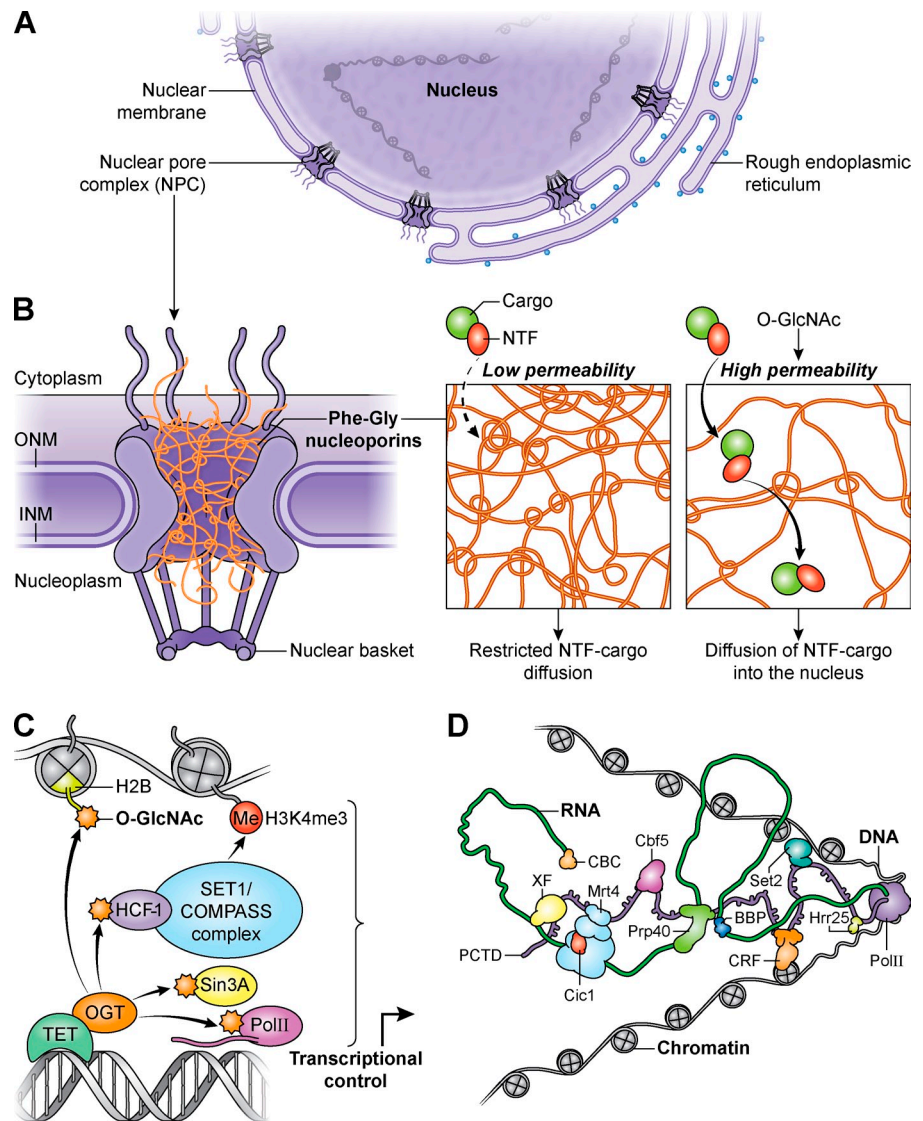 A
Nuclear
membrane
Nucleus
Nuclear pore
complex (NPC)
Rough endoplasmic
reticulum
B
Cytoplasm
ONM
INM
Nucleoplasm
Phe-Gly
nucleoporins
Nuclear basket
Cargo
NTF
Low permeability
Restricted NTF-cargo
diffusion
O-GlcNAc
High permeability
Diffusion of NTF-cargo
into the nucleus
C
H2B
O-GlcNAc
Me
H3K4me3
HCF-1
SET1/
COMPASS
complex
Sin3A
OGT
TET
PolII
Transcriptional
control
D
RNA
CBC
Cbf5
XF
Mrt4
PCTD
Cic1
Prp40
BBP
Set2
DNA
Hrr25
CRF
PolII
Chromatin